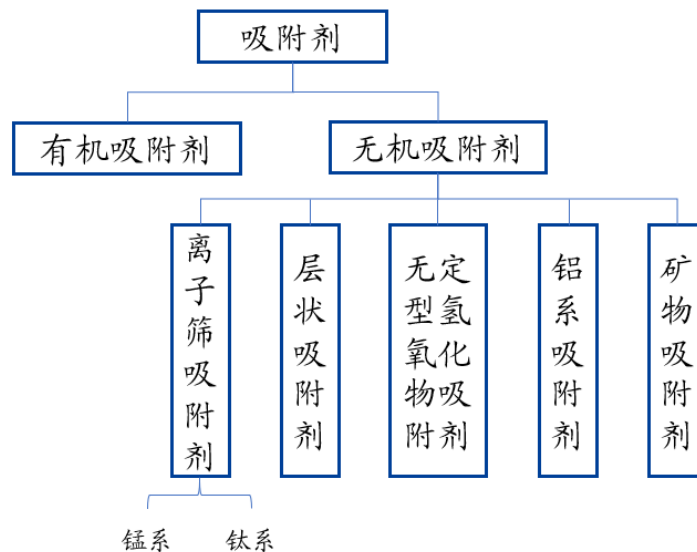 吸附剂
有机吸附剂
无机吸附剂
离子筛吸附剂
层状吸附剂
无定
型氢
氧化
物吸
附剂
铝系吸附剂
矿物吸附剂
锰系
钛系